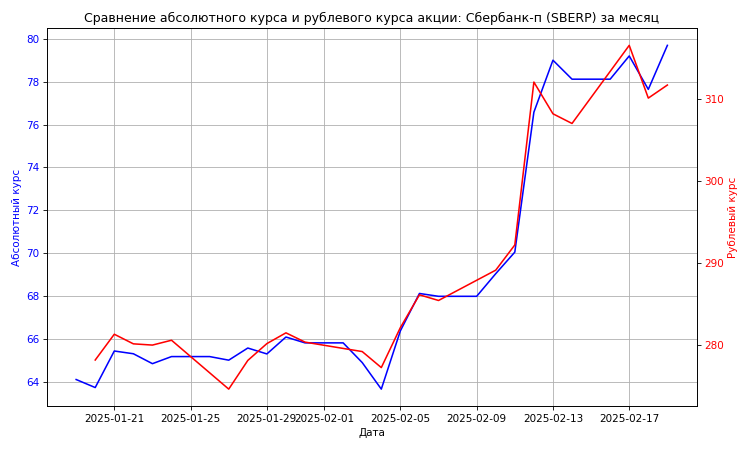 Сравнение абсолютного курса и рублевого курса акции: Сбербанк-п (SBERP) за месяц
80
78
76
74
72
70
68
66
64
Абсолютный курс
310
300
290
280
Рублевый курс
2025-01-21 2025-01-25 2025-01-29 2025-02-01 2025-02-05 2025-02-09 2025-02-13 2025-02-17
Дата